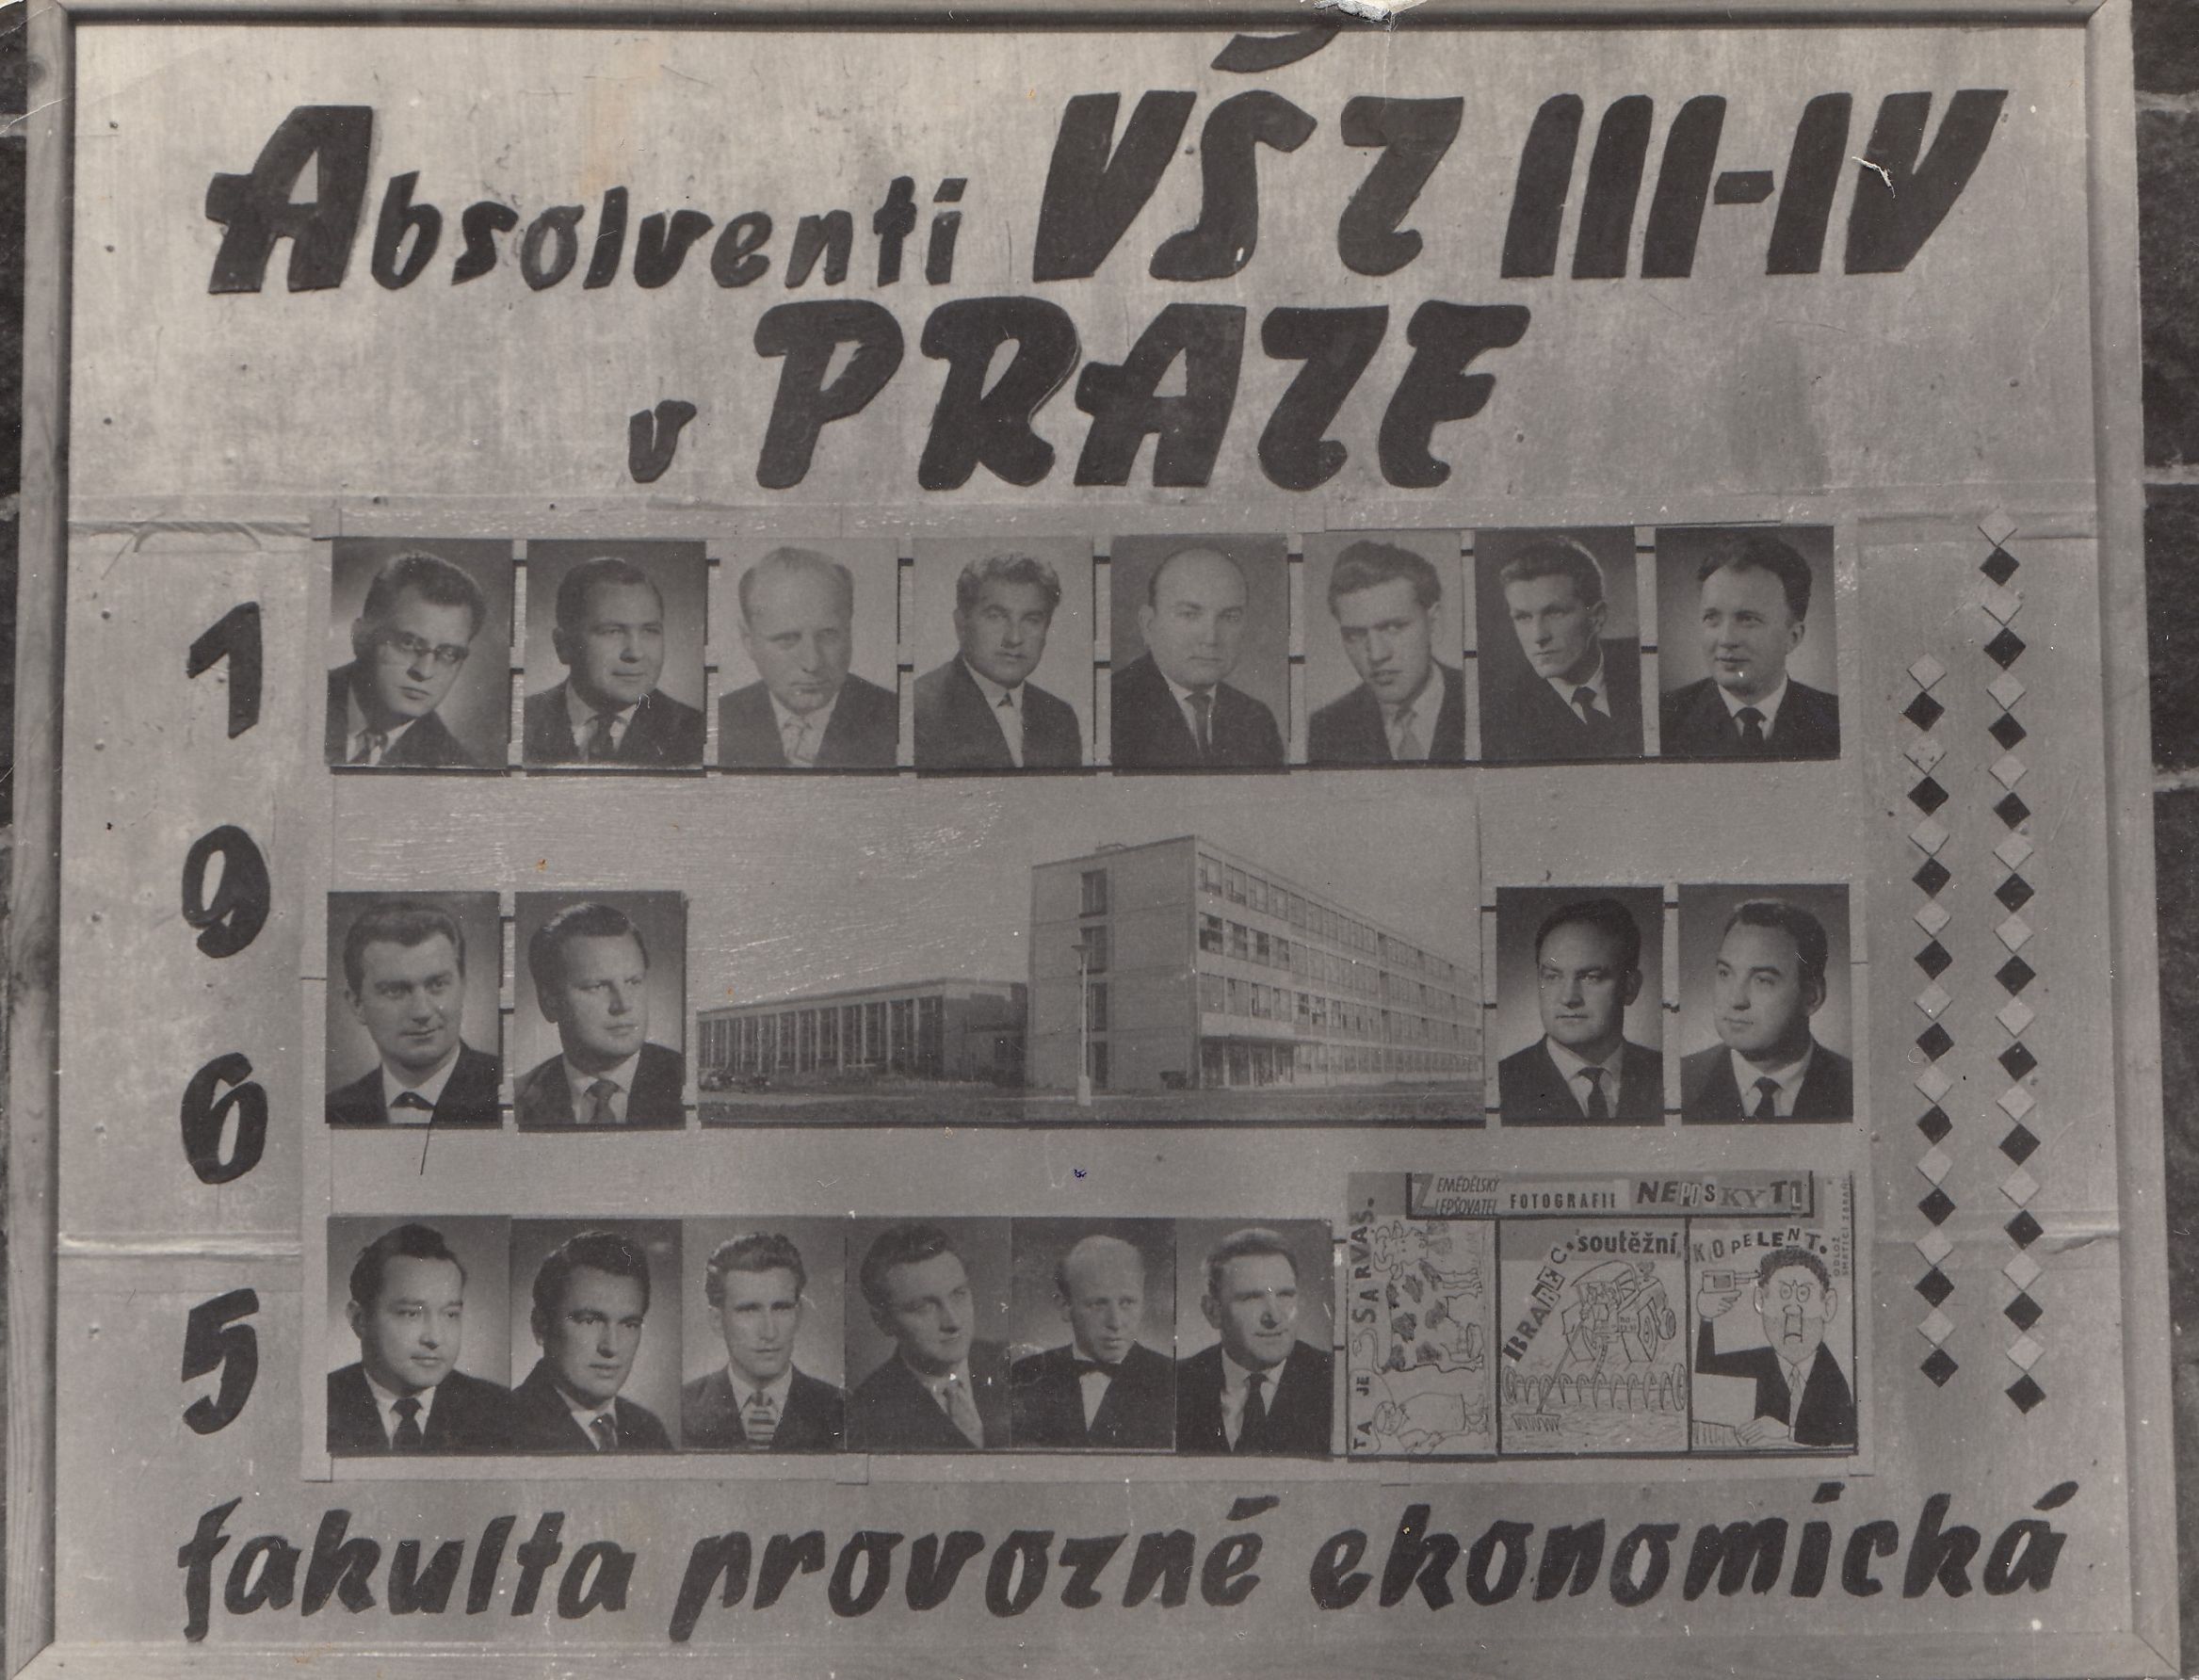 Absolventi VŠZ III-IV
v PRAZE
1
9
6
5
ZEMĚDĚLSKÝ
ZLEPŠOVATEL FOTOGRAFII NEPOSKYTL
TA JE SARVAŠ.
C. soutěžní
KOPELENT.
fakulta provozně ekonomická